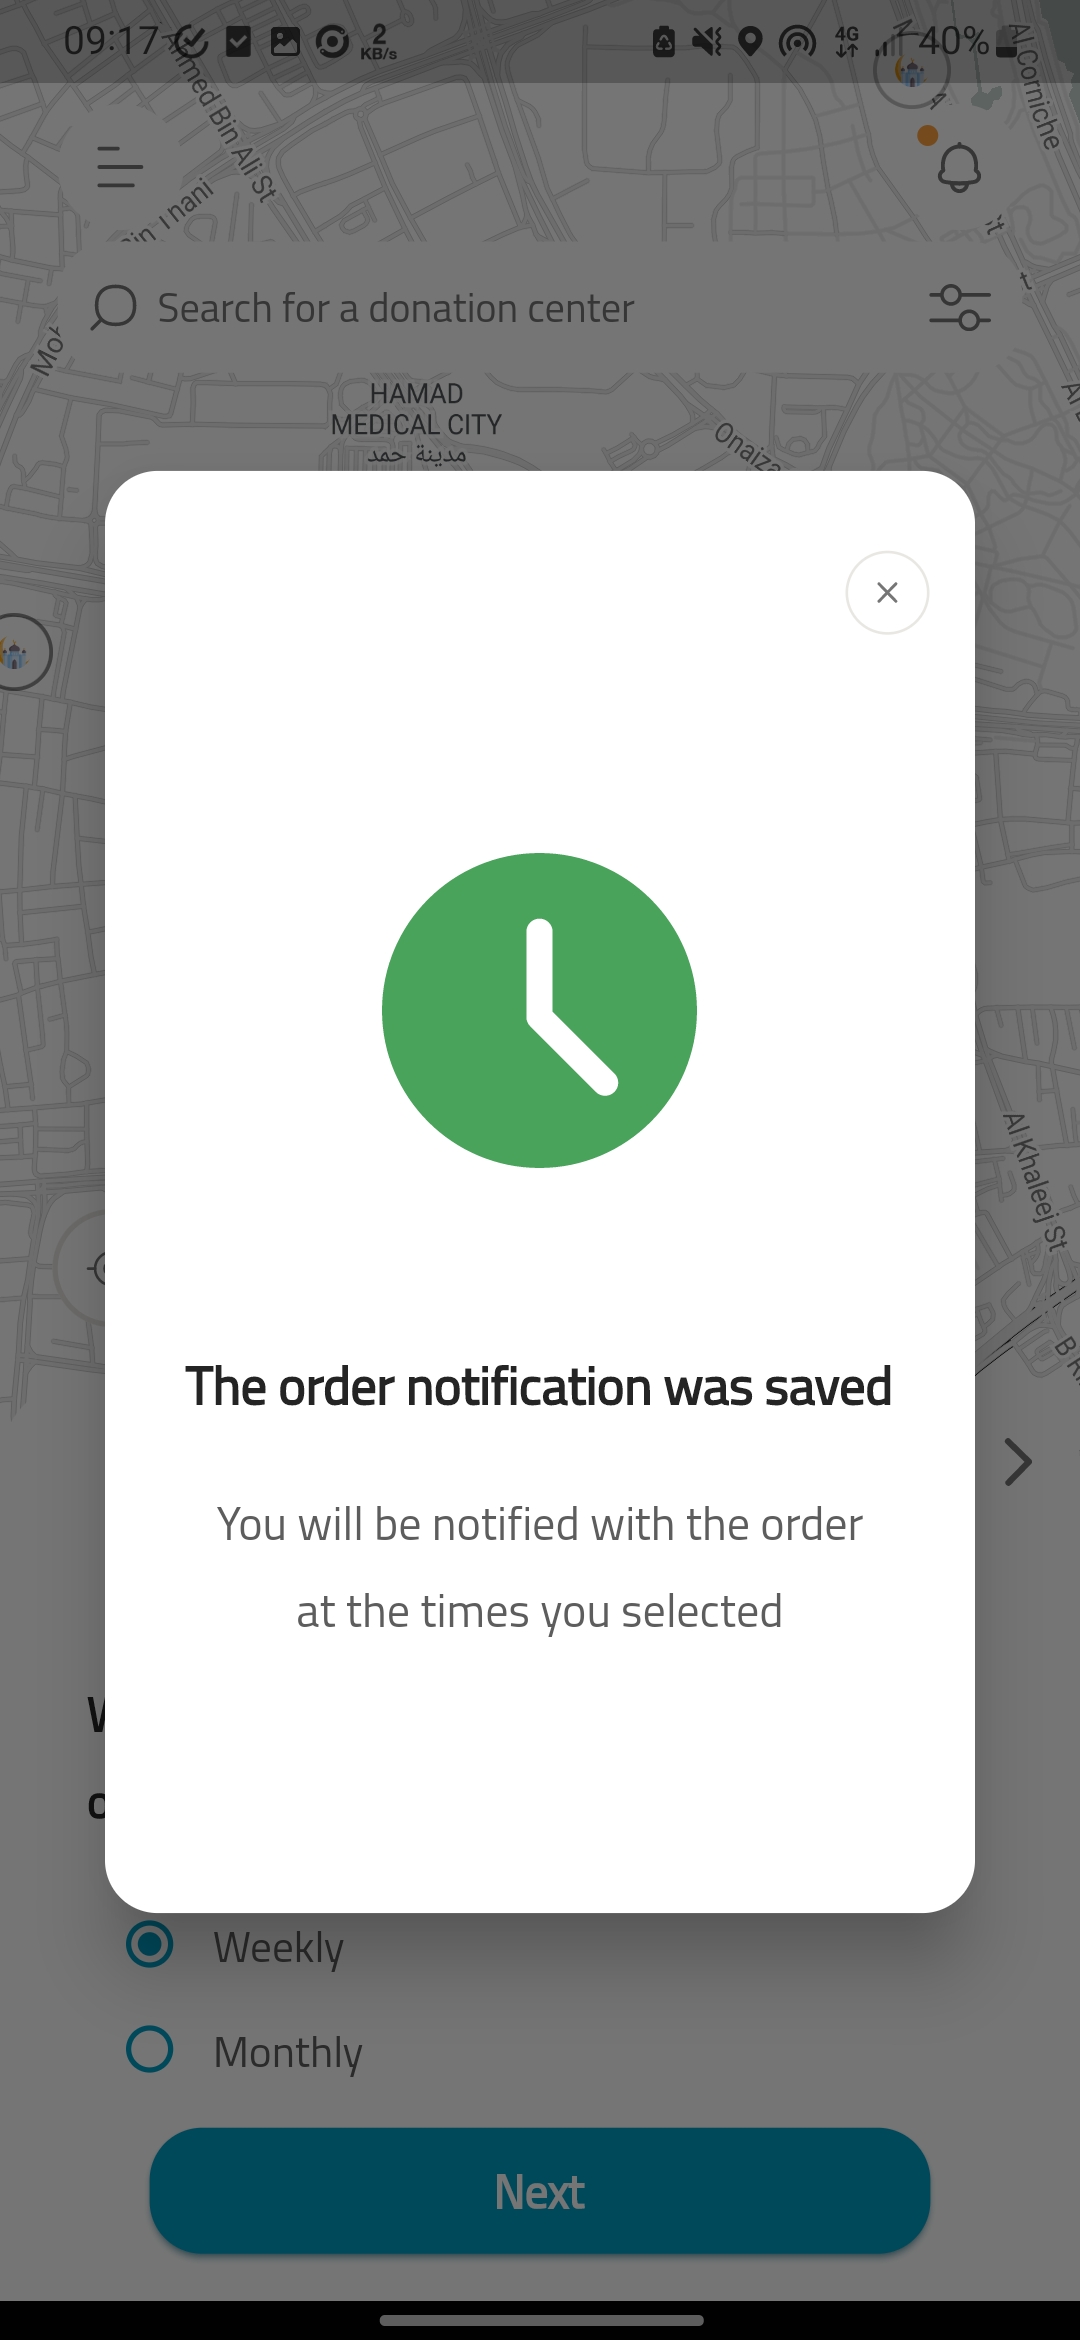 09:17
2
KB/s
4G
40%
Ahmed Bin Ali St
Al Corniche
Search for a donation center
HAMAD
MEDICAL CITY
مدينة حمد
Onaiza
The order notification was saved
You will be notified with the order
at the times you selected
Al Khaleej St
Weekly
Monthly
Next